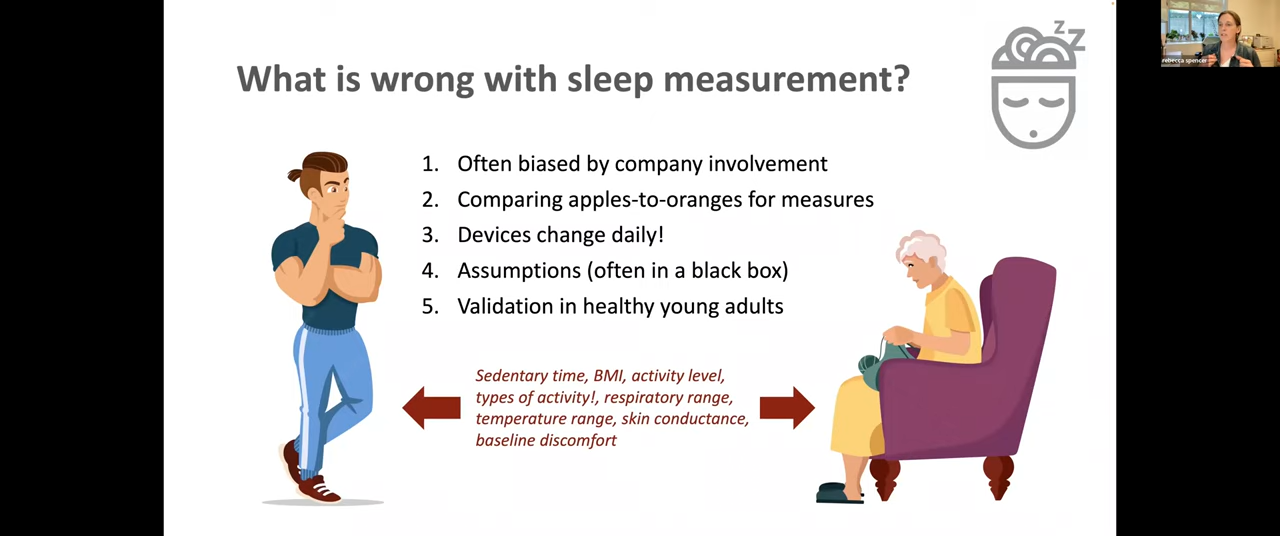 What is wrong with sleep measurement?
zZ
rebecca spencer
1. Often biased by company involvement
2. Comparing apples-to-oranges for measures
3. Devices change daily!
4. Assumptions (often in a black box)
5. Validation in healthy young adults
Sedentary time, BMI, activity level,
types of activity!, respiratory range,
temperature range, skin conductance,
baseline discomfort